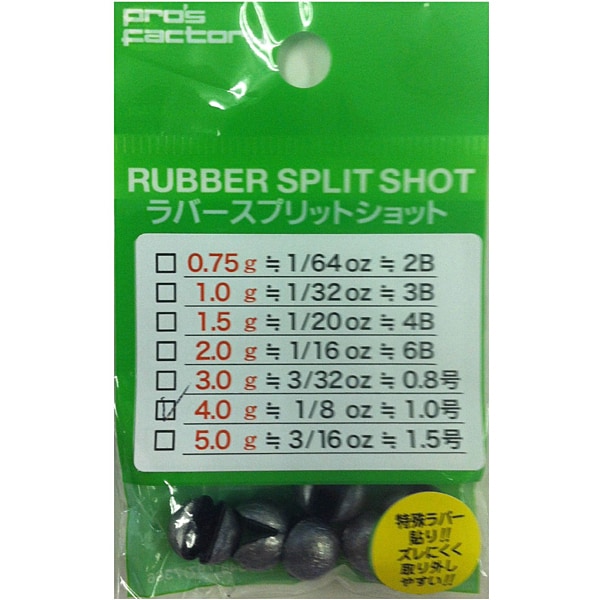 pro's
factory
RUBBER SPLIT SHOT
ラバースプリットショット
0.75 g ≒ 1/64 oz ≒ 2B
1.0 g ≒ 1/32 oz ≒ 3B
1.5 g ≒ 1/20 oz ≒ 4B
2.0 g ≒ 1/16 oz ≒ 6B
3.0 g ≒ 3/32 oz ≒ 0.8号
4.0 g ≒ 1/8 oz ≒ 1.0号
5.0 g ≒ 3/16 oz ≒ 1.5号
特殊ラバー
貼り!!
ズレにくく
取り外し
やすい!!